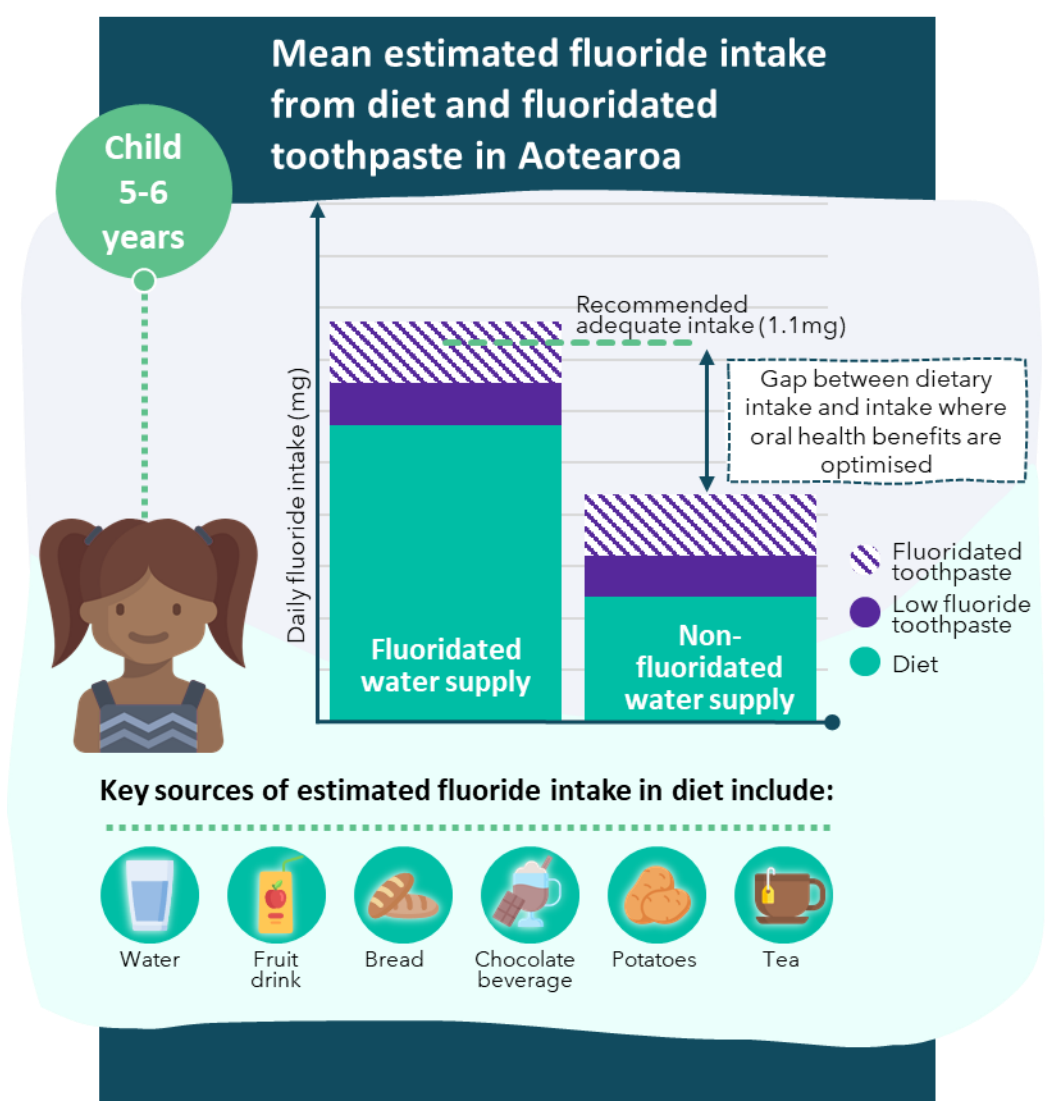 Mean estimated fluoride intake
from diet and fluoridated
toothpaste in Aotearoa
Child
5-6
years
Daily fluoride intake (mg)
Recommended
adequate intake (1.1mg)
Gap between dietary
intake and intake where
oral health benefits are
optimised
Fluoridated
water supply
Non-
fluoridated
water supply
Fluoridated
toothpaste
Low fluoride
toothpaste
Diet
Key sources of estimated fluoride intake in diet include:
Water
Fruit
drink
Bread
Chocolate
beverage
Potatoes
Tea